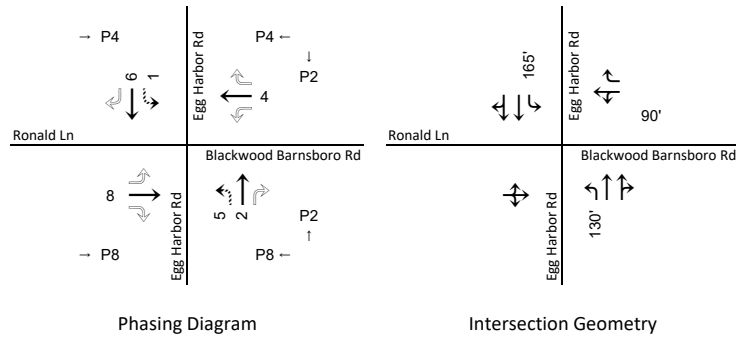 → P4
P4 ←
↓
P2
6
1
Egg Harbor Rd
4
Ronald Ln
Blackwood Barnsboro Rd
8
5
2
Egg Harbor Rd
P2
↑
→ P8
P8 ←
Phasing Diagram
165'
Egg Harbor Rd
90'
Ronald Ln
Blackwood Barnsboro Rd
130'
Egg Harbor Rd
Intersection Geometry